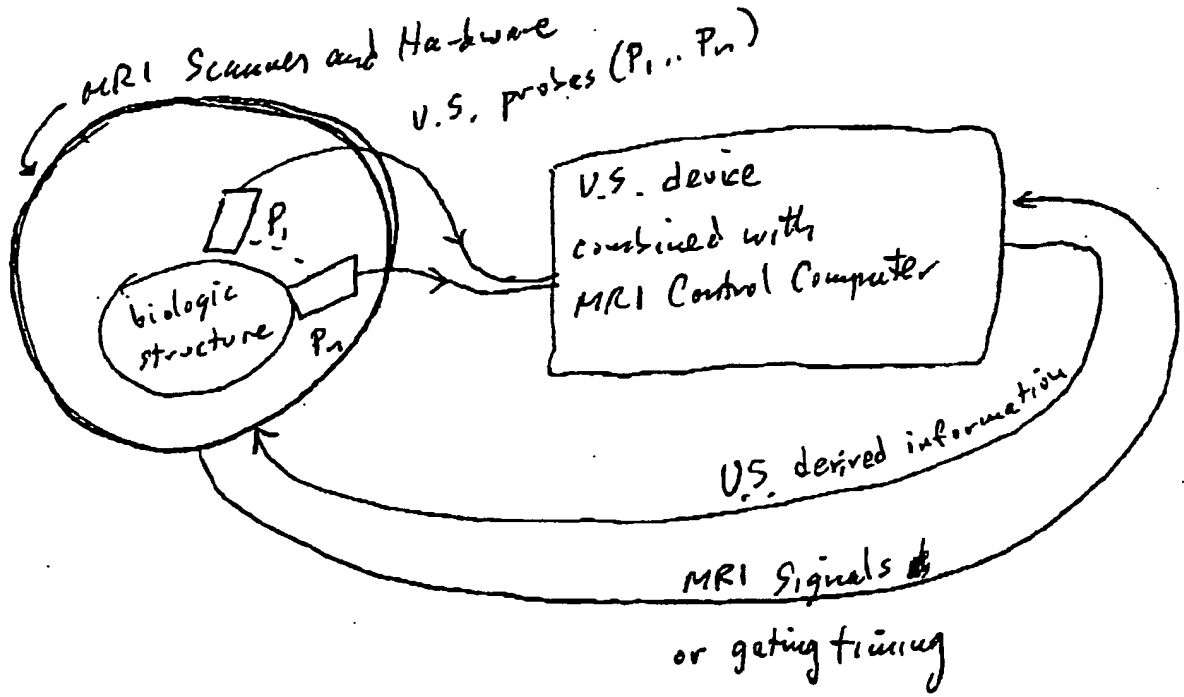 MRI Scanner and Hardware
U.S. probes (P1 .. Pn)
P1
biologic
structure
Pn
U.S. device
combined with
MRI Control Computer
U.S. derived information
MRI Signals
or gating timing